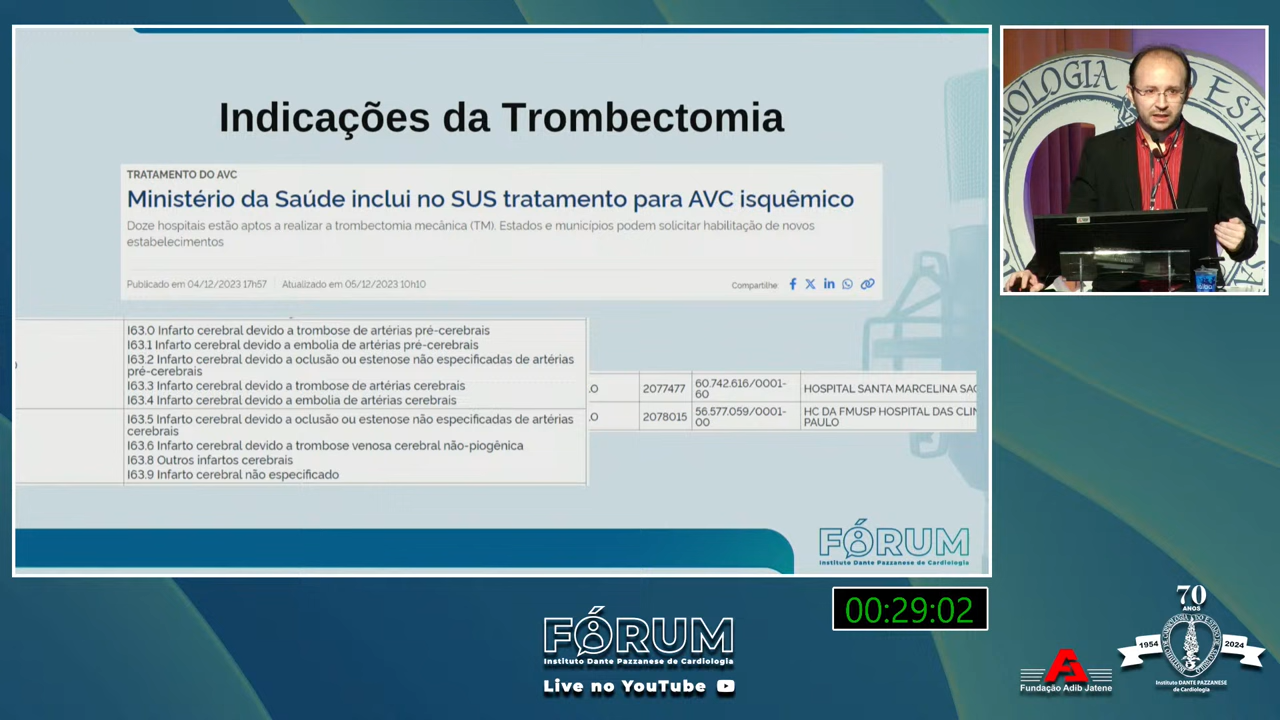 Indicações da Trombectomia
TRATAMENTO DO AVC
Ministério da Saúde inclui no SUS tratamento para AVC isquêmico
Doze hospitais estão aptos a realizar a trombectomia mecânica (TM). Estados e municípios podem solicitar habilitação de novos
estabelecimentos
Publicado em 04/12/2023 17h57 Atualizado em 05/12/2023 10h10
Compartilhe
I63.0 Infarto cerebral devido a trombose de artérias pré-cerebrais
I63.1 Infarto cerebral devido a embolia de artérias pré-cerebrais
I63.2 Infarto cerebral devido a oclusão ou estenose não especificadas de artérias
pré-cerebrais
I63.3 Infarto cerebral devido a trombose de artérias cerebrais
I63.4 Infarto cerebral devido a embolia de artérias cerebrais
I63.5 Infarto cerebral devido a oclusão ou estenose não especificadas de artérias
cerebrais
I63.6 Infarto cerebral devido a trombose venosa cerebral não-piogênica
I63.8 Outros infartos cerebrais
I63.9 Infarto cerebral não especificado
2077477 60.742.616/0001-
60
HOSPITAL SANTA MARCELINA
2078015 56.577.059/0001-
00
HC DA FMUSP HOSPITAL DAS
PAULO
FÓRUM
Instituto Dante Pazzanese de Cardiologia
00:29:02
FÓRUM
Instituto Dante Pazzanese de Cardiologia
Live no YouTube
Fundação Adib Jatene
70
ANOS
1954
2024
Instituto DANTE PAZZANESE
de Cardiologia